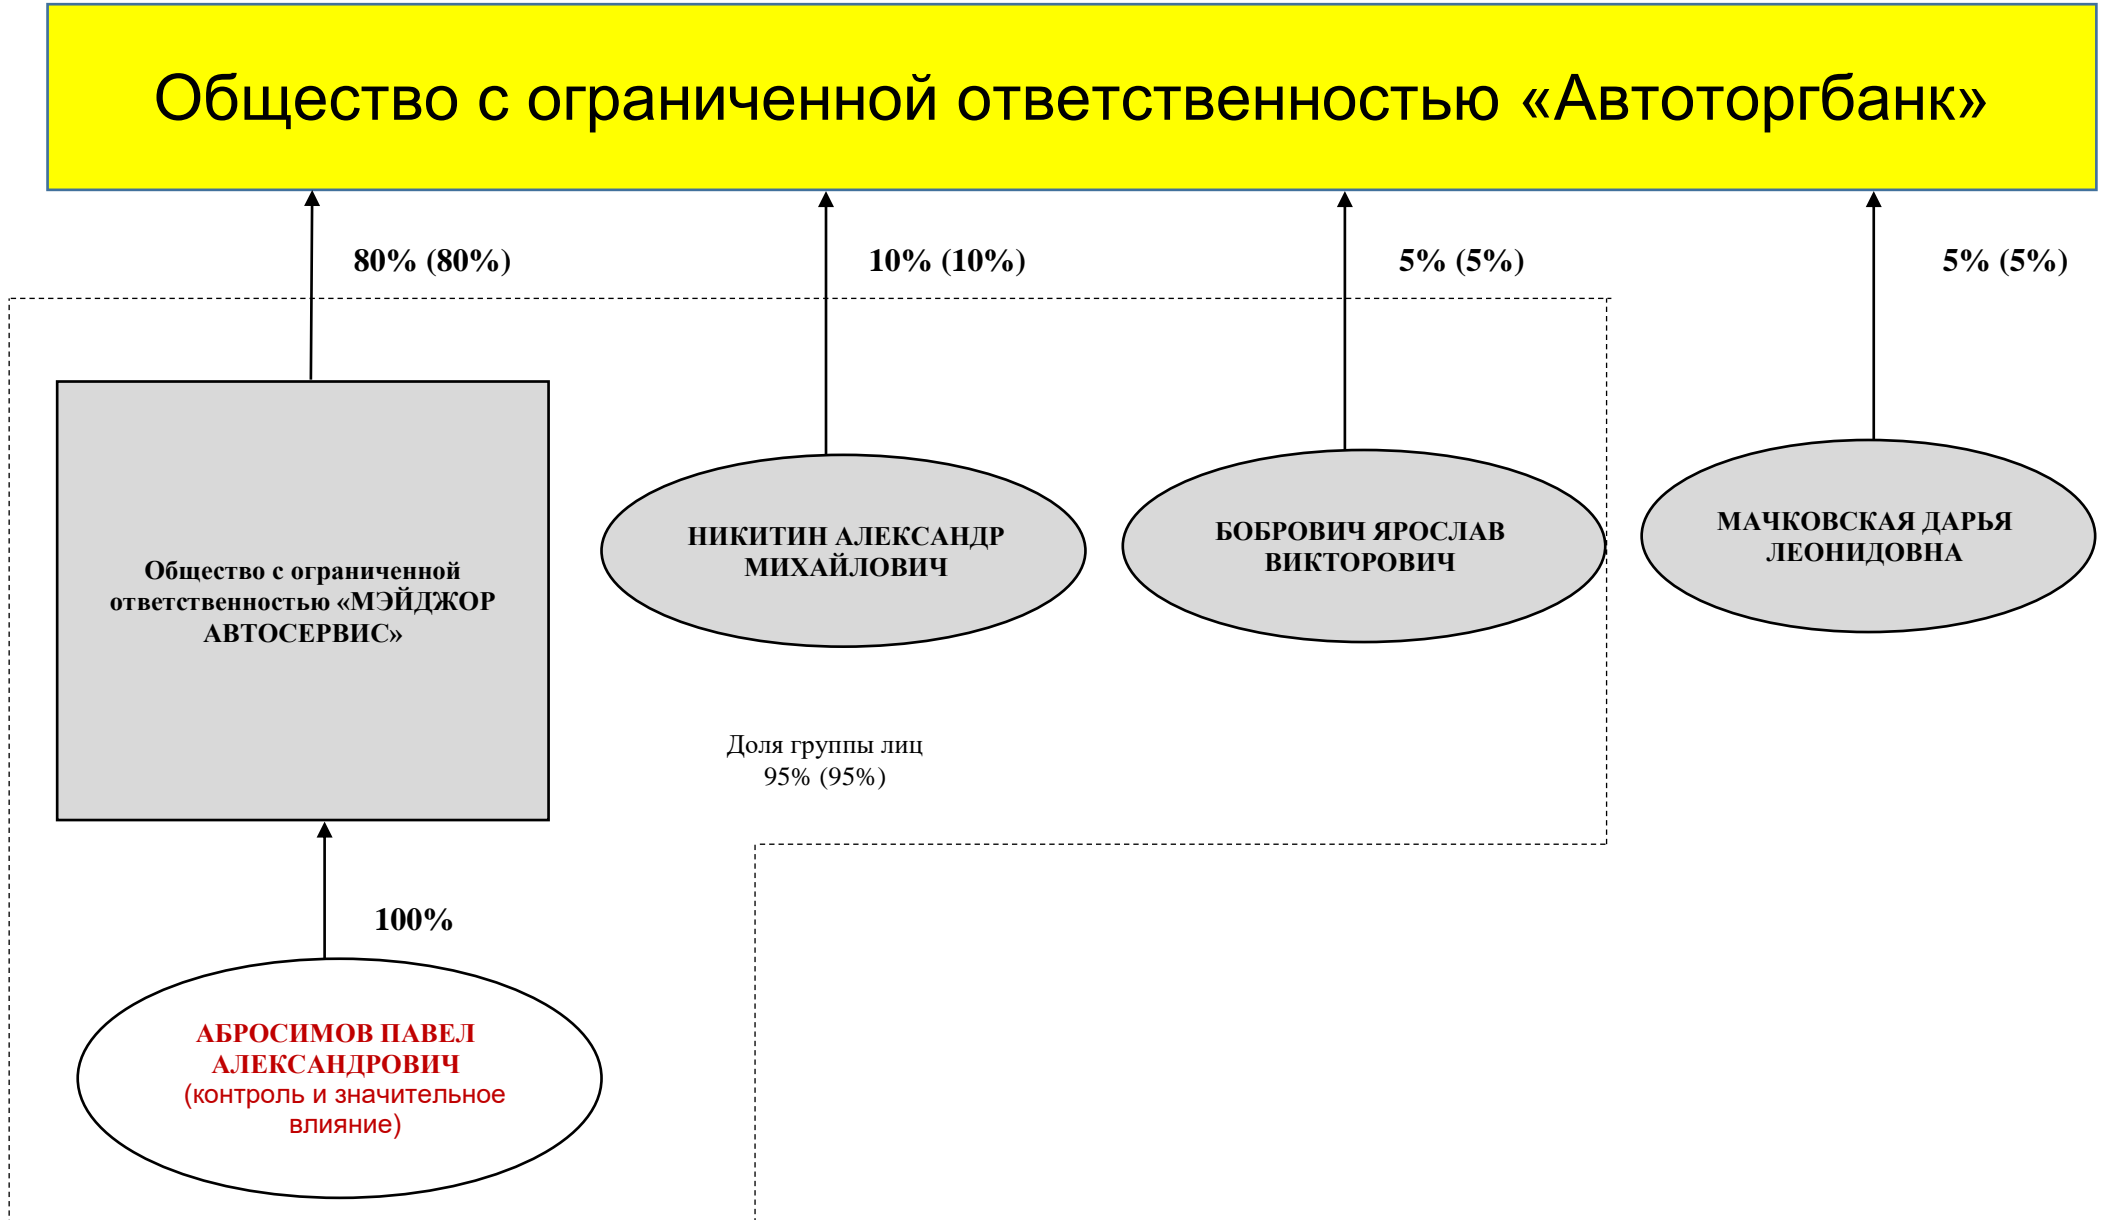 Общество с ограниченной ответственностью «Автоторгбанк»
80% (80%)
10% (10%)
5% (5%)
5% (5%)
Общество с ограниченной
ответственностью «МЭЙДЖОР
АВТОСЕРВИС»
НИКИТИН АЛЕКСАНДР
МИХАЙЛОВИЧ
БОБРОВИЧ ЯРОСЛАВ
ВИКТОРОВИЧ
МАЧКОВСКАЯ ДАРЬЯ
ЛЕОНИДОВНА
Доля группы лиц
95% (95%)
100%
АБРОСИМОВ ПАВЕЛ
АЛЕКСАНДРОВИЧ
(контроль и значительное
влияние)